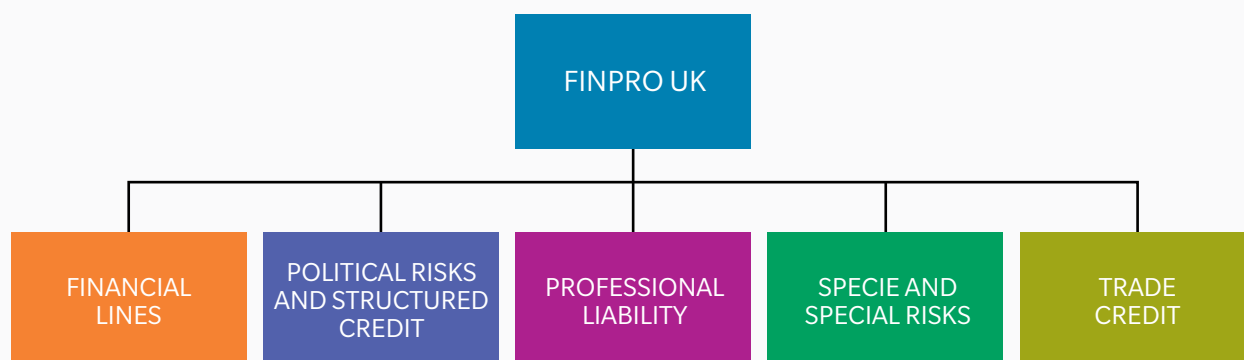 FINPRO UK
FINANCIAL
LINES
POLITICAL RISKS
AND STRUCTURED
CREDIT
PROFESSIONAL
LIABILITY
SPECIE AND
SPECIAL RISKS
TRADE
CREDIT